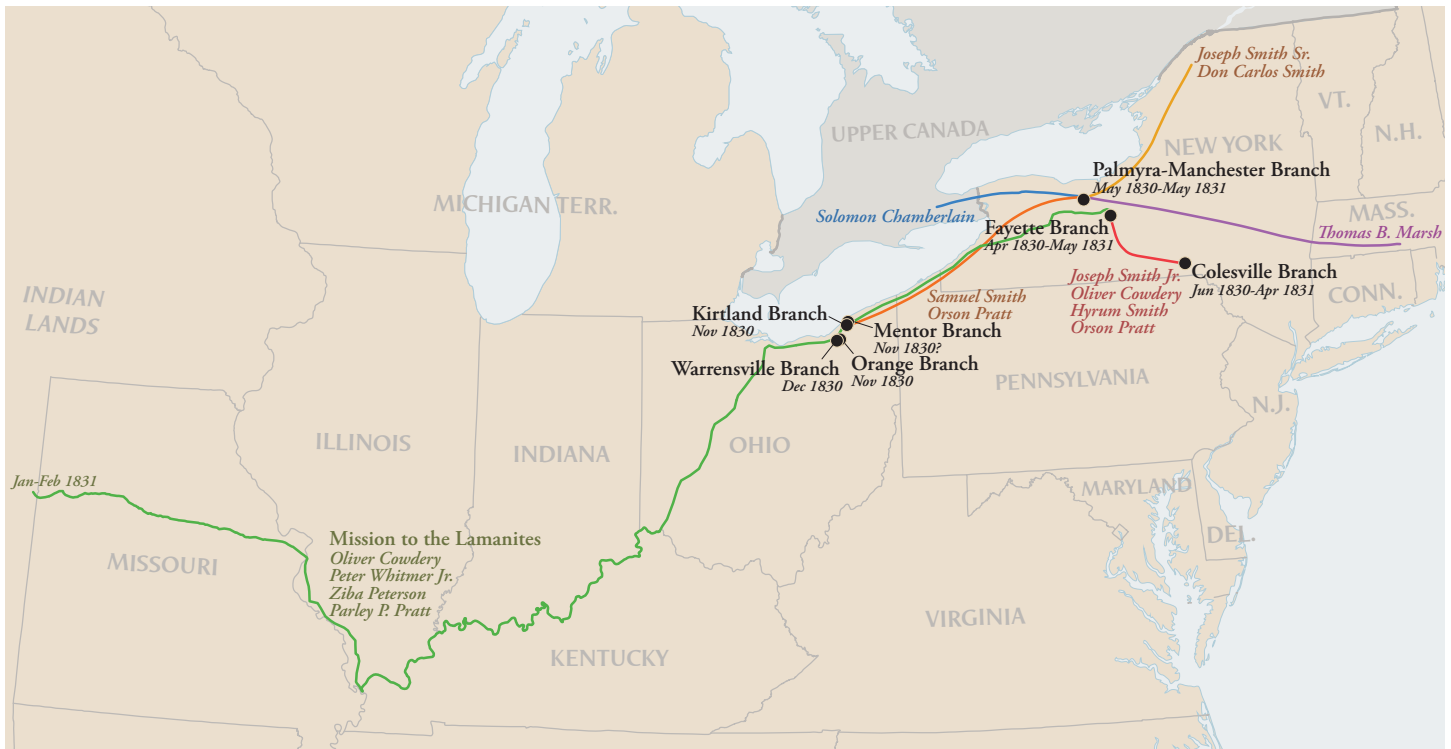 Joseph Smith Sr.
Don Carlos Smith
VT.
UPPER CANADA
NEW YORK
N.H.
Palmyra-Manchester Branch
May 1830-May 1831
MICHIGAN TERR.
Solomon Chamberlain
MASS.
Fayette Branch
Apr 1830-May 1831
Thomas B. Marsh
Colesville Branch
Jun 1830-Apr 1831
Joseph Smith Jr.
Oliver Cowdery
Hyrum Smith
Orson Pratt
CONN.
INDIAN
LANDS
Samuel Smith
Orson Pratt
Kirtland Branch
Nov 1830
Mentor Branch
Nov 1830?
Warrensville Branch
Dec 1830
Orange Branch
Nov 1830
PENNSYLVANIA
N.J.
ILLINOIS
INDIANA
OHIO
Jan-Feb 1831
MARYLAND
DEL.
Mission to the Lamanites
Oliver Cowdery
Peter Whitmer Jr.
Ziba Peterson
Parley P. Pratt
MISSOURI
VIRGINIA
KENTUCKY